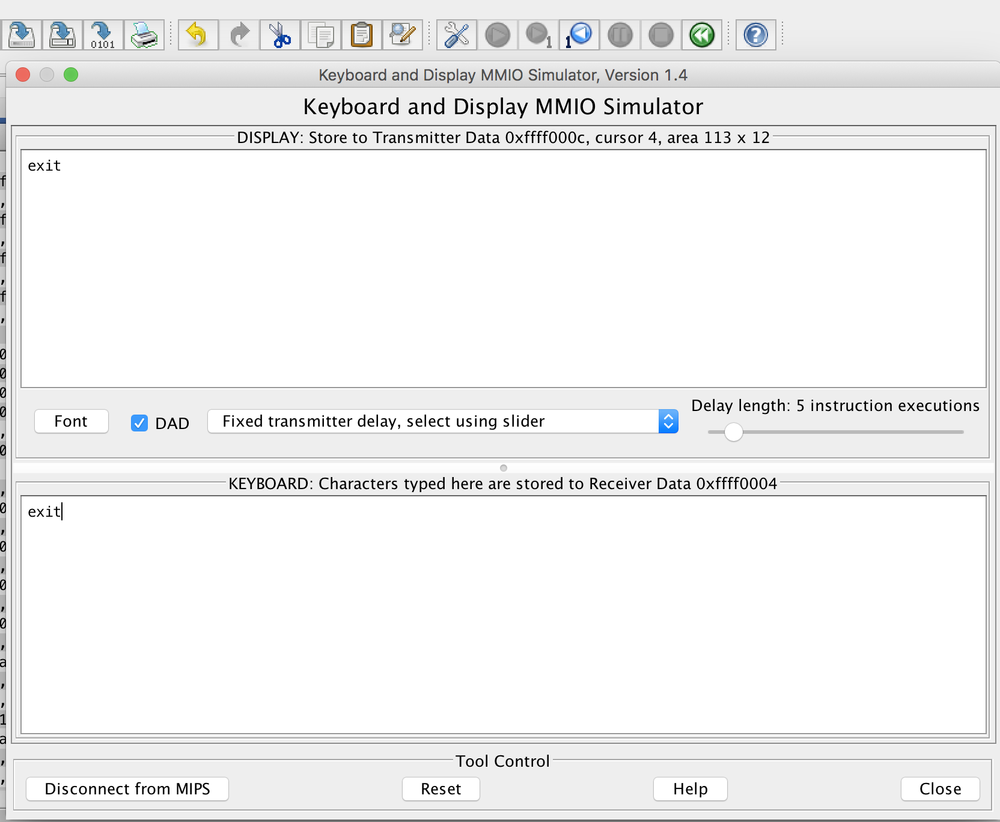 0101
1
1
Keyboard and Display MMIO Simulator, Version 1.4
Keyboard and Display MMIO Simulator
DISPLAY: Store to Transmitter Data 0xffff000c, cursor 4, area 113 x 12
exit
Delay length: 5 instruction executions
Font
DAD
Fixed transmitter delay, select using slider
KEYBOARD: Characters typed here are stored to Receiver Data 0xffff0004
exit
Tool Control
Disconnect from MIPS
Reset
Help
Close